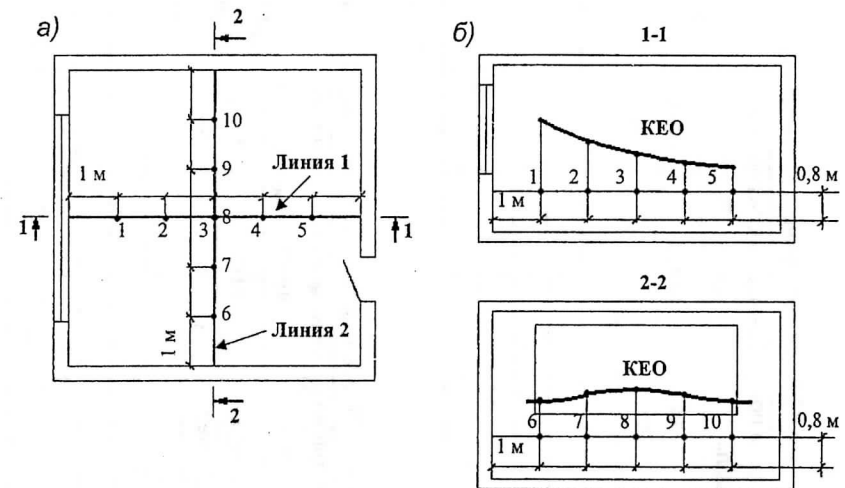 а)
2
10
9
Линия 1
1 м
8
1
1 2 3 4 5
1
7
6
Линия 2
1 м
2
б)
1-1
КЕО
1 2 3 4 5
0,8 м
1 м
2-2
КЕО
6 7 8 9 10
0,8 м
1 м